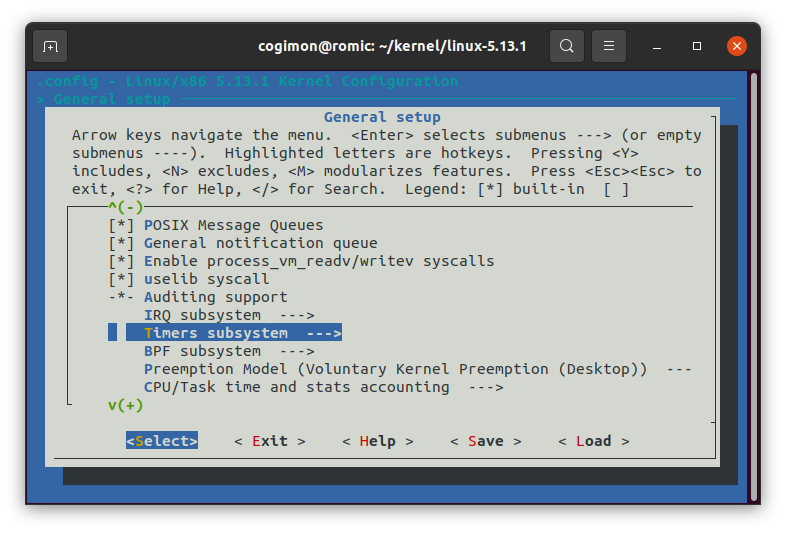 cogimon@romic: ~/kernel/linux-5.13.1
.config - Linux/x86 5.13.1 Kernel Configuration
> General setup
General setup
Arrow keys navigate the menu.  <Enter> selects submenus ---> (or empty
submenus ----).  Highlighted letters are hotkeys.  Pressing <Y>
includes, <N> excludes, <M> modularizes features.  Press <Esc><Esc> to
exit, <?> for Help, </> for Search.  Legend: [*] built-in  [ ]
^(-)
[*] POSIX Message Queues
[*] General notification queue
[*] Enable process_vm_readv/writev syscalls
[*] uselib syscall
-*- Auditing support
IRQ subsystem  --->
Timers subsystem  --->
BPF subsystem  --->
Preemption Model (Voluntary Kernel Preemption (Desktop))  ---
CPU/Task time and stats accounting  --->
v(+)
<Select>    < Exit >    < Help >    < Save >    < Load >